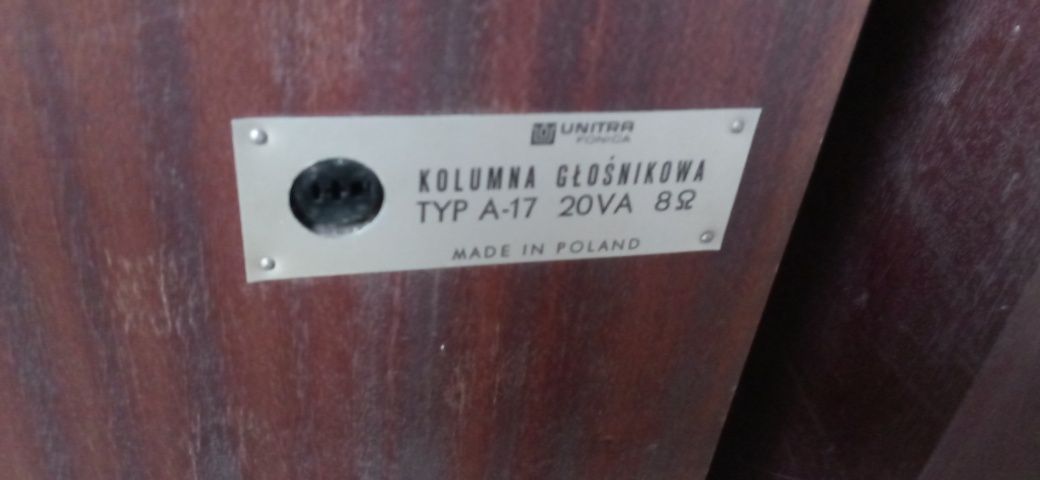 UNITRA
FONICA
KOLUMNA GŁOŚNIKOWA
TYP A-17 20VA 8Ω
MADE IN POLAND